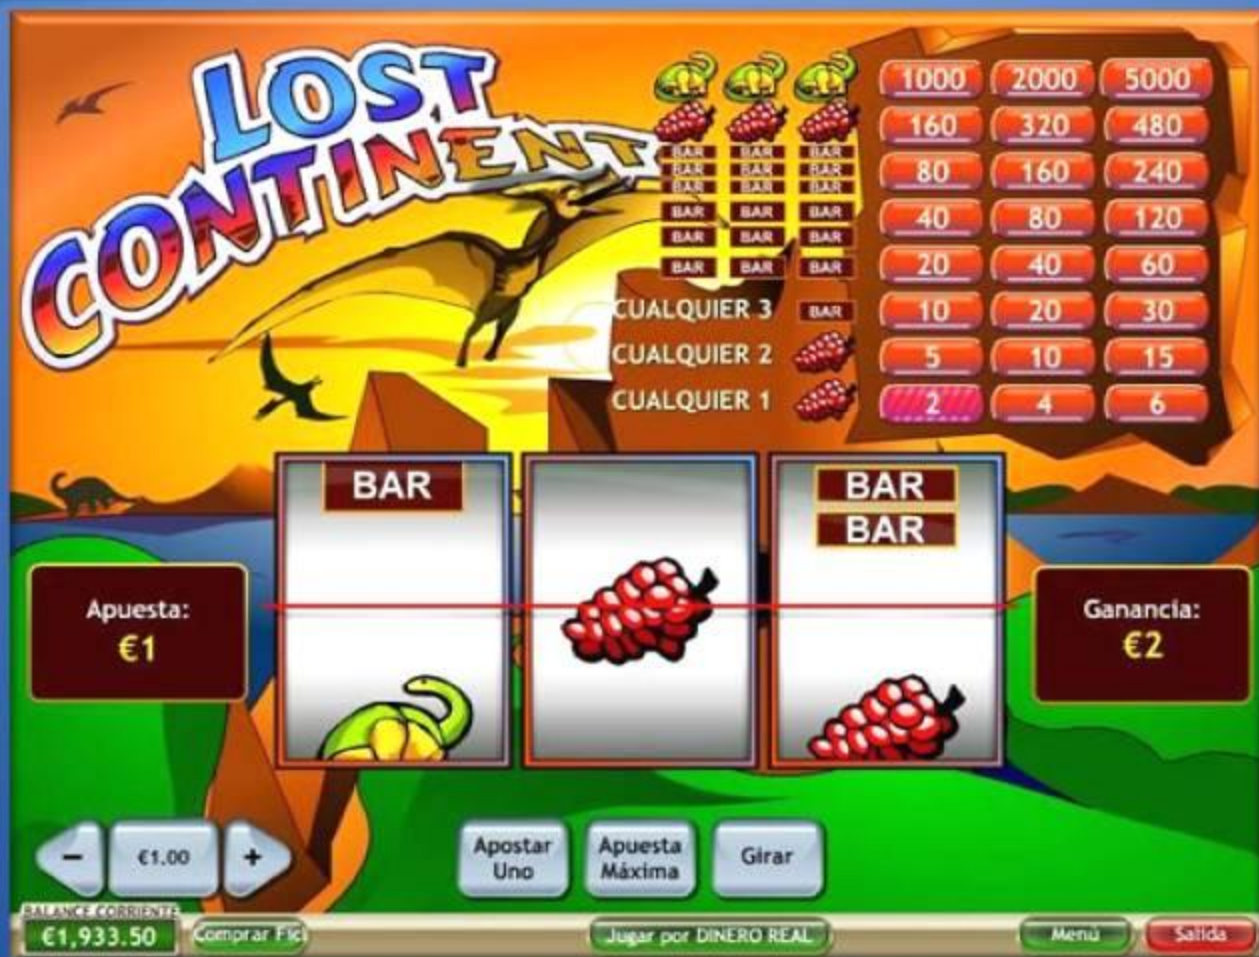 LOST
CONTINENT
1000 2000 5000
160 320 480
BAR BAR BAR
BAR BAR BAR
BAR BAR BAR
80 160 240
BAR BAR BAR
BAR BAR BAR
40 80 120
BAR BAR BAR
20 40 60
CUALQUIER 3 BAR
10 20 30
CUALQUIER 2
5 10 15
CUALQUIER 1
2 4 6
BAR
BAR
BAR
Apuesta:
€1
Ganancia:
€2
- €1.00 +
Apostar
Uno
Apuesta
Máxima
Girar
BALANCE CORRIENTE
€1,933.50
Comprar Fici
Jugar por DINERO REAL
Menú
Salida